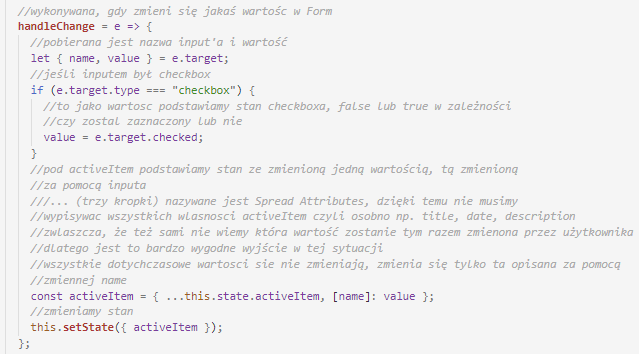 //wykonywana, gdy zmieni się jakaś wartośc w Form
handleChange = e => {
//pobierana jest nazwa input'a i wartość
let { name, value } = e.target;
//jeśli inputem był checkbox
if (e.target.type === "checkbox") {
//to jako wartosc podstawiamy stan checkboxa, false lub true w zależności
//czy zostal zaznaczony lub nie
value = e.target.checked;
}
//pod activeItem podstawiamy stan ze zmienioną jedną wartością, tą zmienioną
//za pomocą inputa
///... (trzy kropki) nazywane jest Spread Attributes, dzięki temu nie musimy
//wypisywac wszystkich wlasnosci activeItem czyli osobno np. title, date, description
//zwlaszcza, że też sami nie wiemy która wartość zostanie tym razem zmienona przez użytkownika
//dlatego jest to bardzo wygodne wyjście w tej sytuacji
//wszystkie dotychczasowe wartosci sie nie zmieniają, zmienia się tylko ta opisana za pomocą
//zmiennej name
const activeItem = { ...this.state.activeItem, [name]: value };
//zmieniamy stan
this.setState({ activeItem });
};